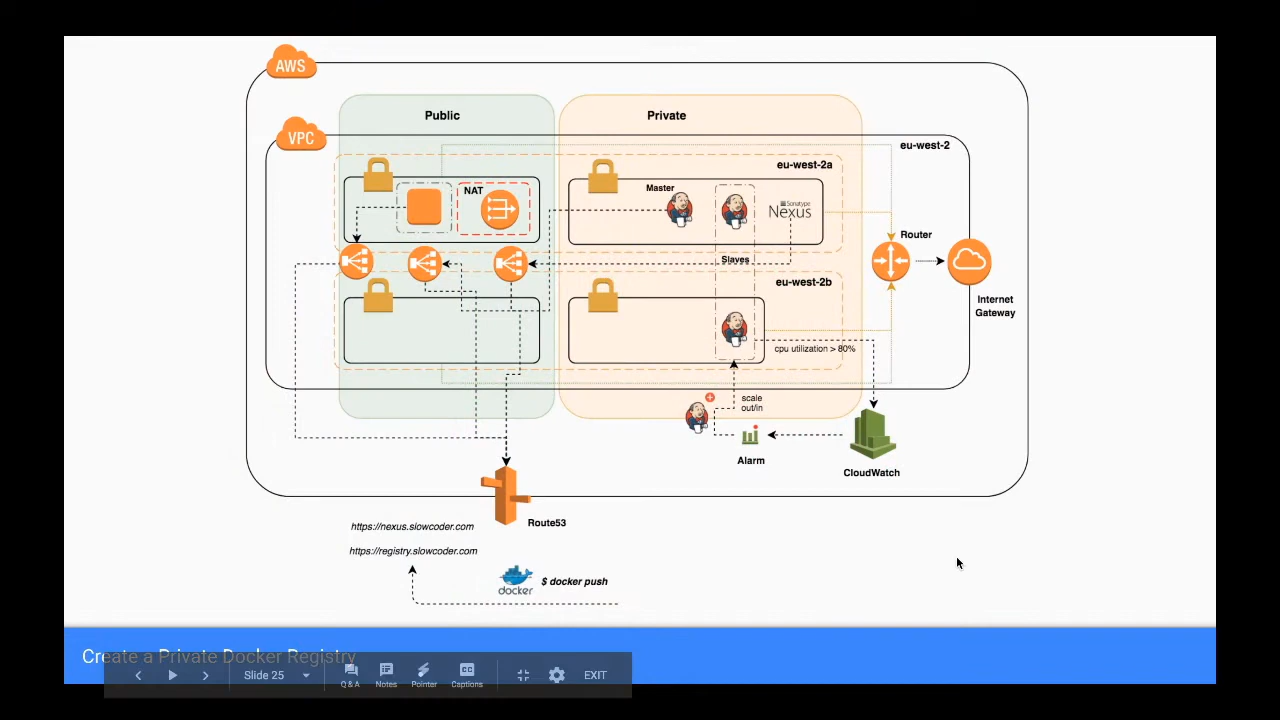 AWS
Public
Private
VPC
eu-west-2
eu-west-2a
NAT
Master
Sonatype
Nexus
Router
Slaves
eu-west-2b
Internet
Gateway
cpu utilization > 80%
scale
out/in
Alarm
CloudWatch
Route53
https://nexus.slowcoder.com
https://registry.slowcoder.com
docker
$ docker push
Create a Private Docker Registry
Slide 25
CC
Q & A
Notes
Pointer
Captions
EXIT